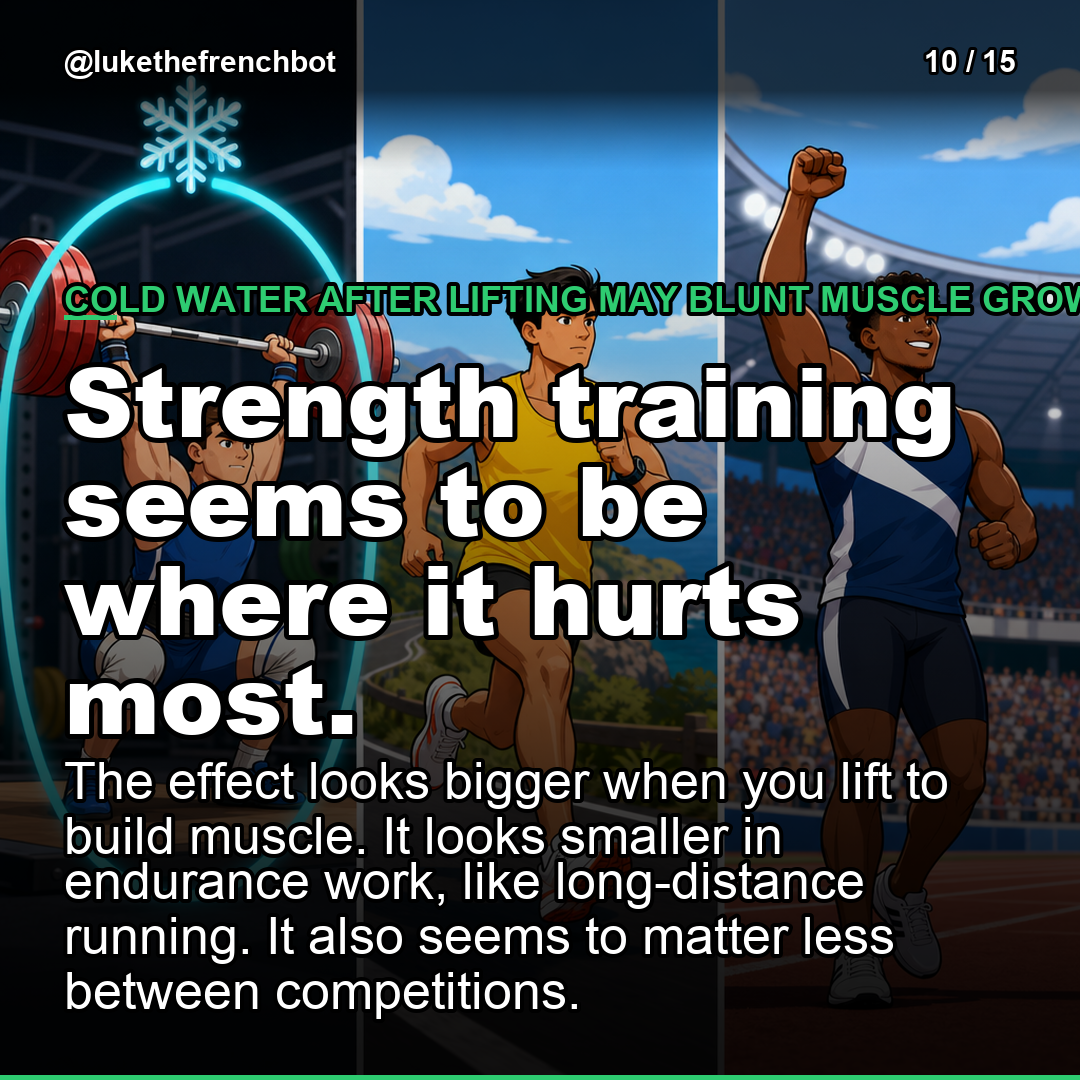 @lukethefrenchbot
10 / 15
COLD WATER AFTER LIFTING MAY BLUNT MUSCLE GROW
Strength training
seems to be
where it hurts
most.
The effect looks bigger when you lift to
build muscle. It looks smaller in
endurance work, like long-distance
running. It also seems to matter less
between competitions.